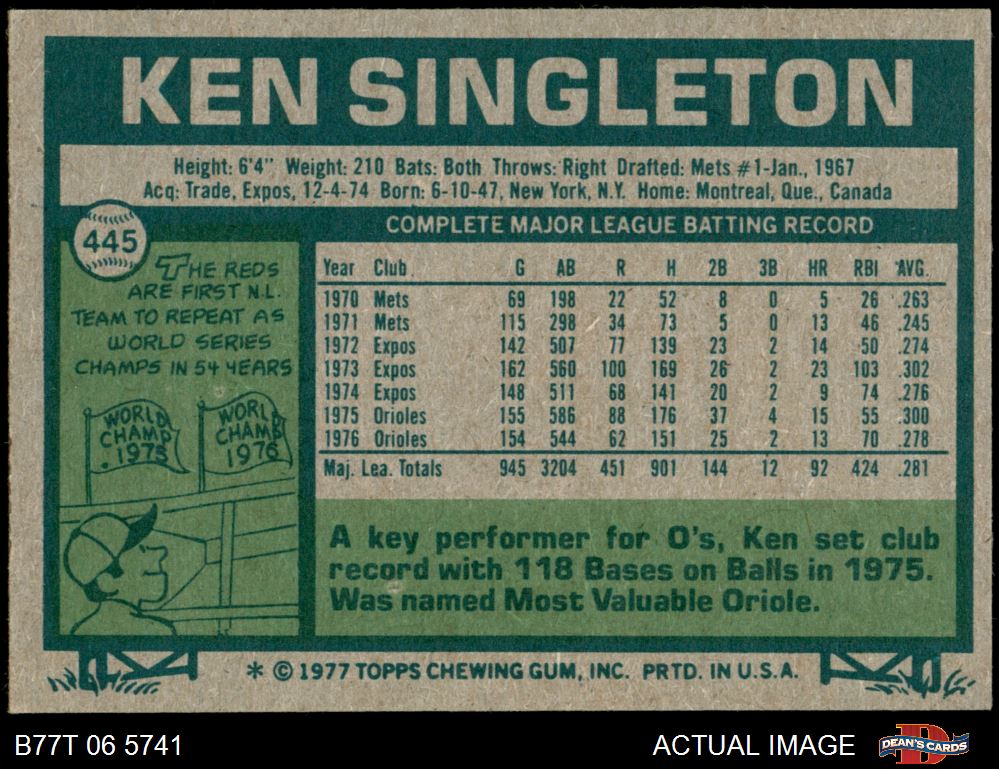 KEN SINGLETON
Height: 6'4" Weight: 210 Bats: Both Throws: Right Drafted: Mets #1-Jan., 1967
Acq: Trade, Expos, 12-4-74 Born: 6-10-47, New York, N.Y. Home: Montreal, Que., Canada
445
THE REDS
ARE FIRST N.L.
TEAM TO REPEAT AS
WORLD SERIES
CHAMPS IN 54 YEARS
WORLD
CHAMP
1975
WORLD
CHAMP
1976
COMPLETE MAJOR LEAGUE BATTING RECORD
Year Club G AB R H 2B 3B HR RBI AVG.
1970 Mets 69 198 22 52 8 0 5 26 .263
1971 Mets 115 298 34 73 5 0 13 46 .245
1972 Expos 142 507 77 139 23 2 14 50 .274
1973 Expos 162 560 100 169 26 2 23 103 .302
1974 Expos 148 511 68 141 20 2 9 74 .276
1975 Orioles 155 586 88 176 37 4 15 55 .300
1976 Orioles 154 544 62 151 25 2 13 70 .278
Maj. Lea. Totals 945 3204 451 901 144 12 92 424 .281
A key performer for O's, Ken set club
record with 118 Bases on Balls in 1975.
Was named Most Valuable Oriole.
* © 1977 TOPPS CHEWING GUM, INC. PRTD. IN U.S.A.
B77T 06 5741
ACTUAL IMAGE
D
DEAN'S CARDS